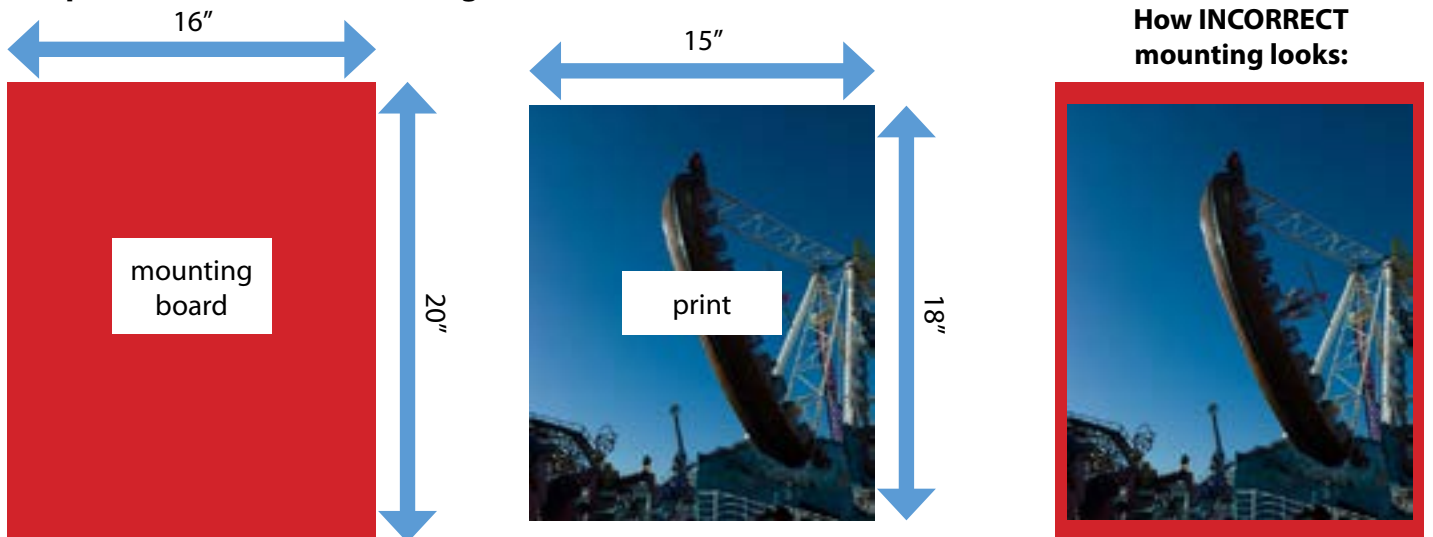 16”
mounting
board
20”
15”
print
18”
How INCORRECT
mounting looks: